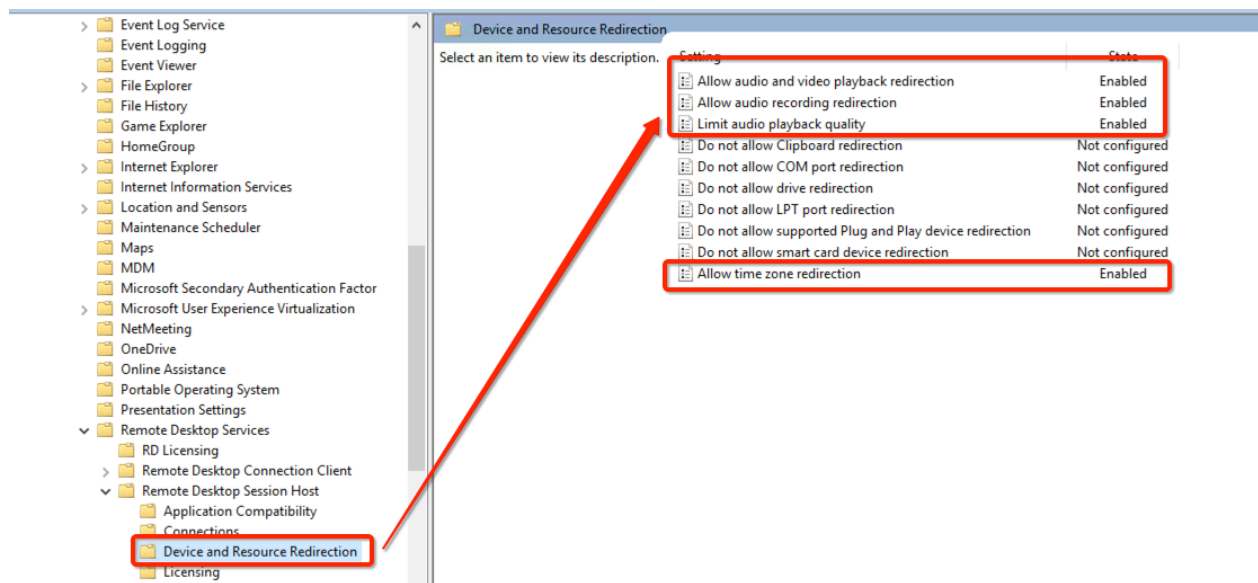 Event Log Service
Event Logging
Event Viewer
File Explorer
File History
Game Explorer
HomeGroup
Internet Explorer
Internet Information Services
Location and Sensors
Maintenance Scheduler
Maps
MDM
Microsoft Secondary Authentication Factor
Microsoft User Experience Virtualization
NetMeeting
OneDrive
Online Assistance
Portable Operating System
Presentation Settings
Remote Desktop Services
RD Licensing
Remote Desktop Connection Client
Remote Desktop Session Host
Application Compatibility
Connections
Device and Resource Redirection
Licensing
Device and Resource Redirection
Select an item to view its description.
Setting State
Allow audio and video playback redirection Enabled
Allow audio recording redirection Enabled
Limit audio playback quality Enabled
Do not allow Clipboard redirection Not configured
Do not allow COM port redirection Not configured
Do not allow drive redirection Not configured
Do not allow LPT port redirection Not configured
Do not allow supported Plug and Play device redirection Not configured
Do not allow smart card device redirection Not configured
Allow time zone redirection Enabled